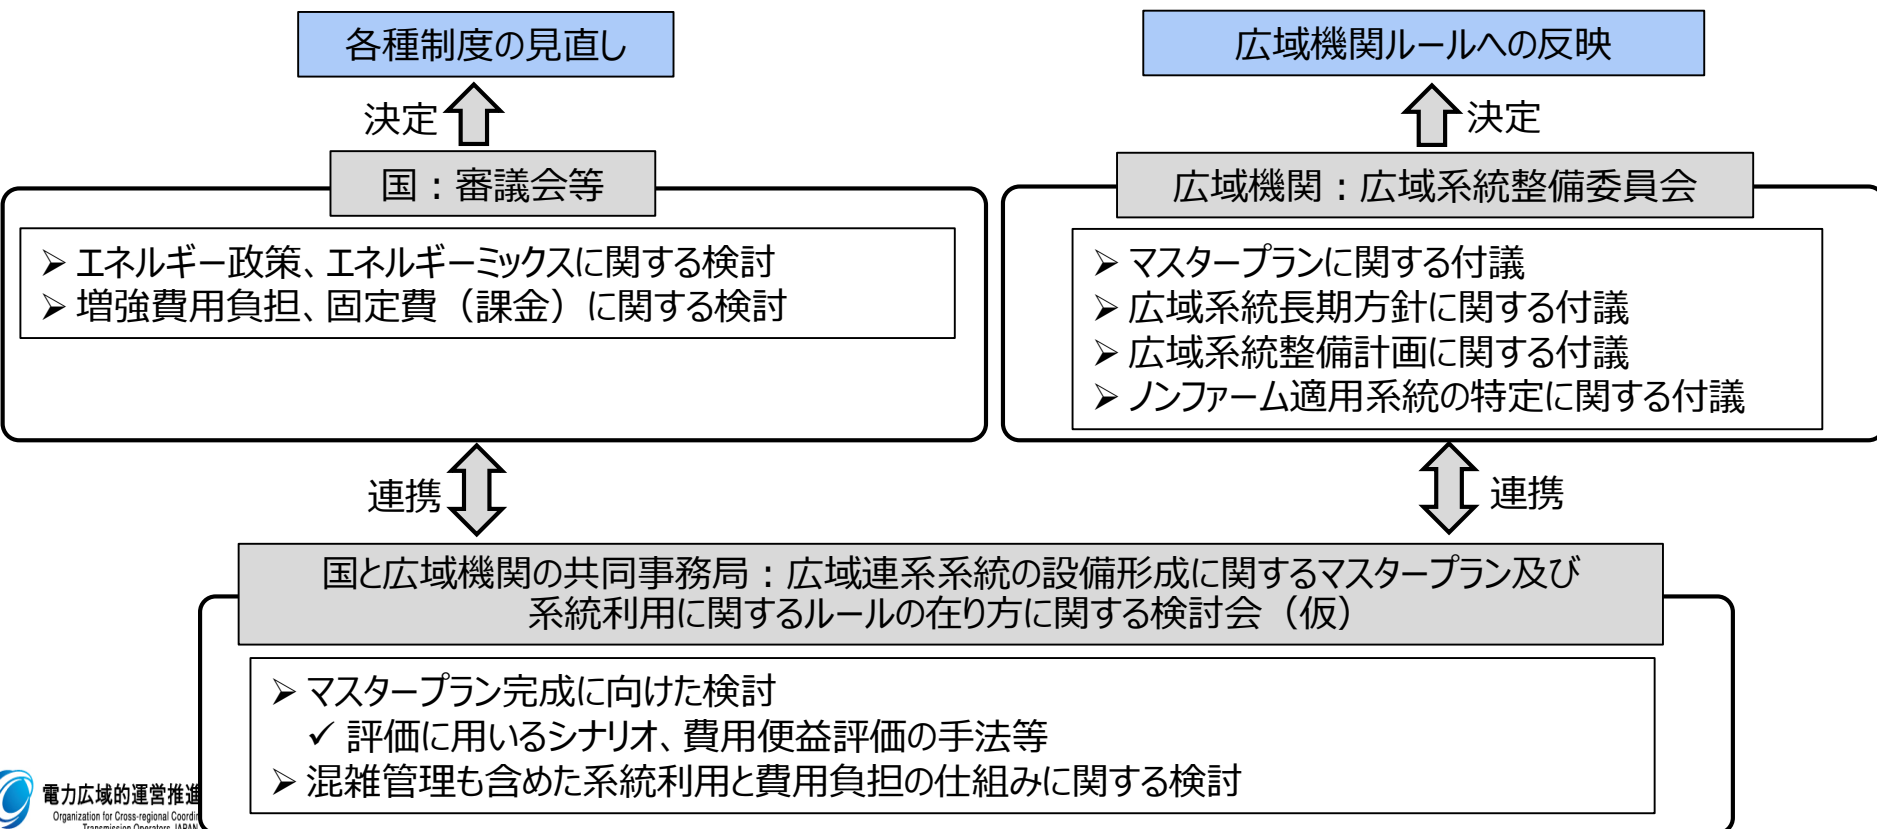 各種制度の見直し
広域機関ルールへの反映
決定
決定
国：審議会等
広域機関：広域系統整備委員会
➢ エネルギー政策、エネルギーミックスに関する検討
➢ 増強費用負担、固定費（課金）に関する検討
➢ マスタープランに関する付議
➢ 広域系統長期方針に関する付議
➢ 広域系統整備計画に関する付議
➢ ノンファーム適用系統の特定に関する付議
連携
連携
国と広域機関の共同事務局：広域連系系統の設備形成に関するマスタープラン及び
系統利用に関するルールの在り方に関する検討会（仮）
➢ マスタープラン完成に向けた検討
✓ 評価に用いるシナリオ、費用便益評価の手法等
➢ 混雑管理も含めた系統利用と費用負担の仕組みに関する検討
電力広域的運営推進
Organization for Cross-regional Coordin
Transmission Operators, JAPAN